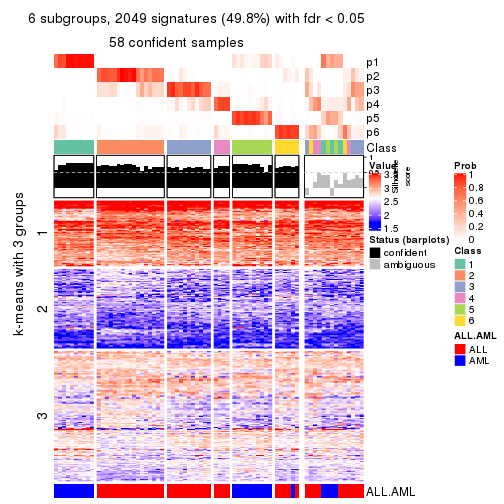 6 subgroups, 2049 signatures (49.8%) with fdr < 0.05
58 confident samples
p1
p2
p3
p4
p5
p6
Class
1
Silhouette
score
k-means with 3 groups
1
2
3
ALL.AML
Value
3
2.5
2
1.5
Status (barplots)
confident
ambiguous
Prob
1
0.8
0.6
0.4
0.2
0
Class
1
2
3
4
5
6
ALL.AML
ALL
AML